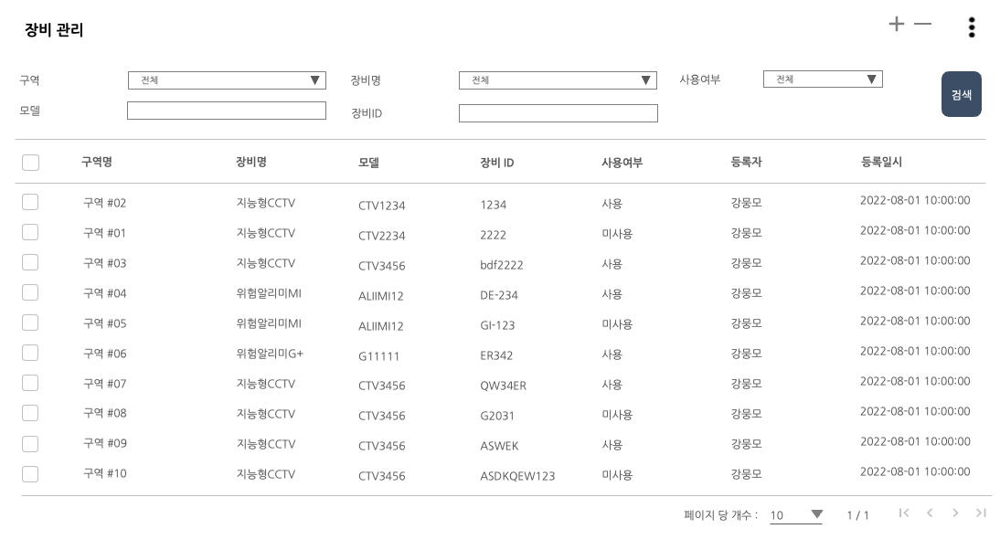 장비 관리
구역 전체 장비명 전체 사용여부 전체 검색
모델 장비ID
구역명 장비명 모델 장비 ID 사용여부 등록자 등록일시
구역 #02 지능형CCTV CTV1234 1234 사용 강뭉모 2022-08-01 10:00:00
구역 #01 지능형CCTV CTV2234 2222 미사용 강뭉모 2022-08-01 10:00:00
구역 #03 지능형CCTV CTV3456 bdf2222 사용 강뭉모 2022-08-01 10:00:00
구역 #04 위험알리미MI ALIIMI12 DE-234 사용 강뭉모 2022-08-01 10:00:00
구역 #05 위험알리미MI ALIIMI12 GI-123 미사용 강뭉모 2022-08-01 10:00:00
구역 #06 위험알리미G+ G11111 ER342 사용 강뭉모 2022-08-01 10:00:00
구역 #07 지능형CCTV CTV3456 QW34ER 사용 강뭉모 2022-08-01 10:00:00
구역 #08 지능형CCTV CTV3456 G2031 미사용 강뭉모 2022-08-01 10:00:00
구역 #09 지능형CCTV CTV3456 ASWEK 사용 강뭉모 2022-08-01 10:00:00
구역 #10 지능형CCTV CTV3456 ASDKQEW123 미사용 강뭉모 2022-08-01 10:00:00
페이지 당 개수 : 10 1 / 1